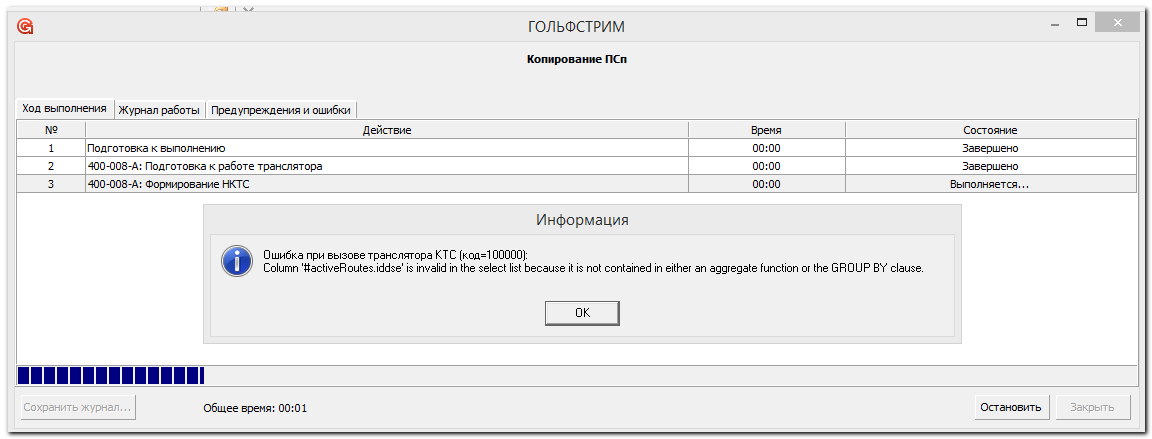 ГОЛЬФСТРИМ
Копирование ПСп
Ход выполнения Журнал работы Предупреждения и ошибки
№ Действие Время Состояние
1 Подготовка к выполнению 00:00 Завершено
2 400-008-А: Подготовка к работе транслятора 00:00 Завершено
3 400-008-А: Формирование НКТС 00:00 Выполняется...
Информация
Ошибка при вызове транслятора КТС (код=100000):
Column '#activeRoutes.iddse' is invalid in the select list because it is not contained in either an aggregate function or the GROUP BY clause.
OK
Сохранить журнал... Общее время: 00:01 Остановить Закрыть